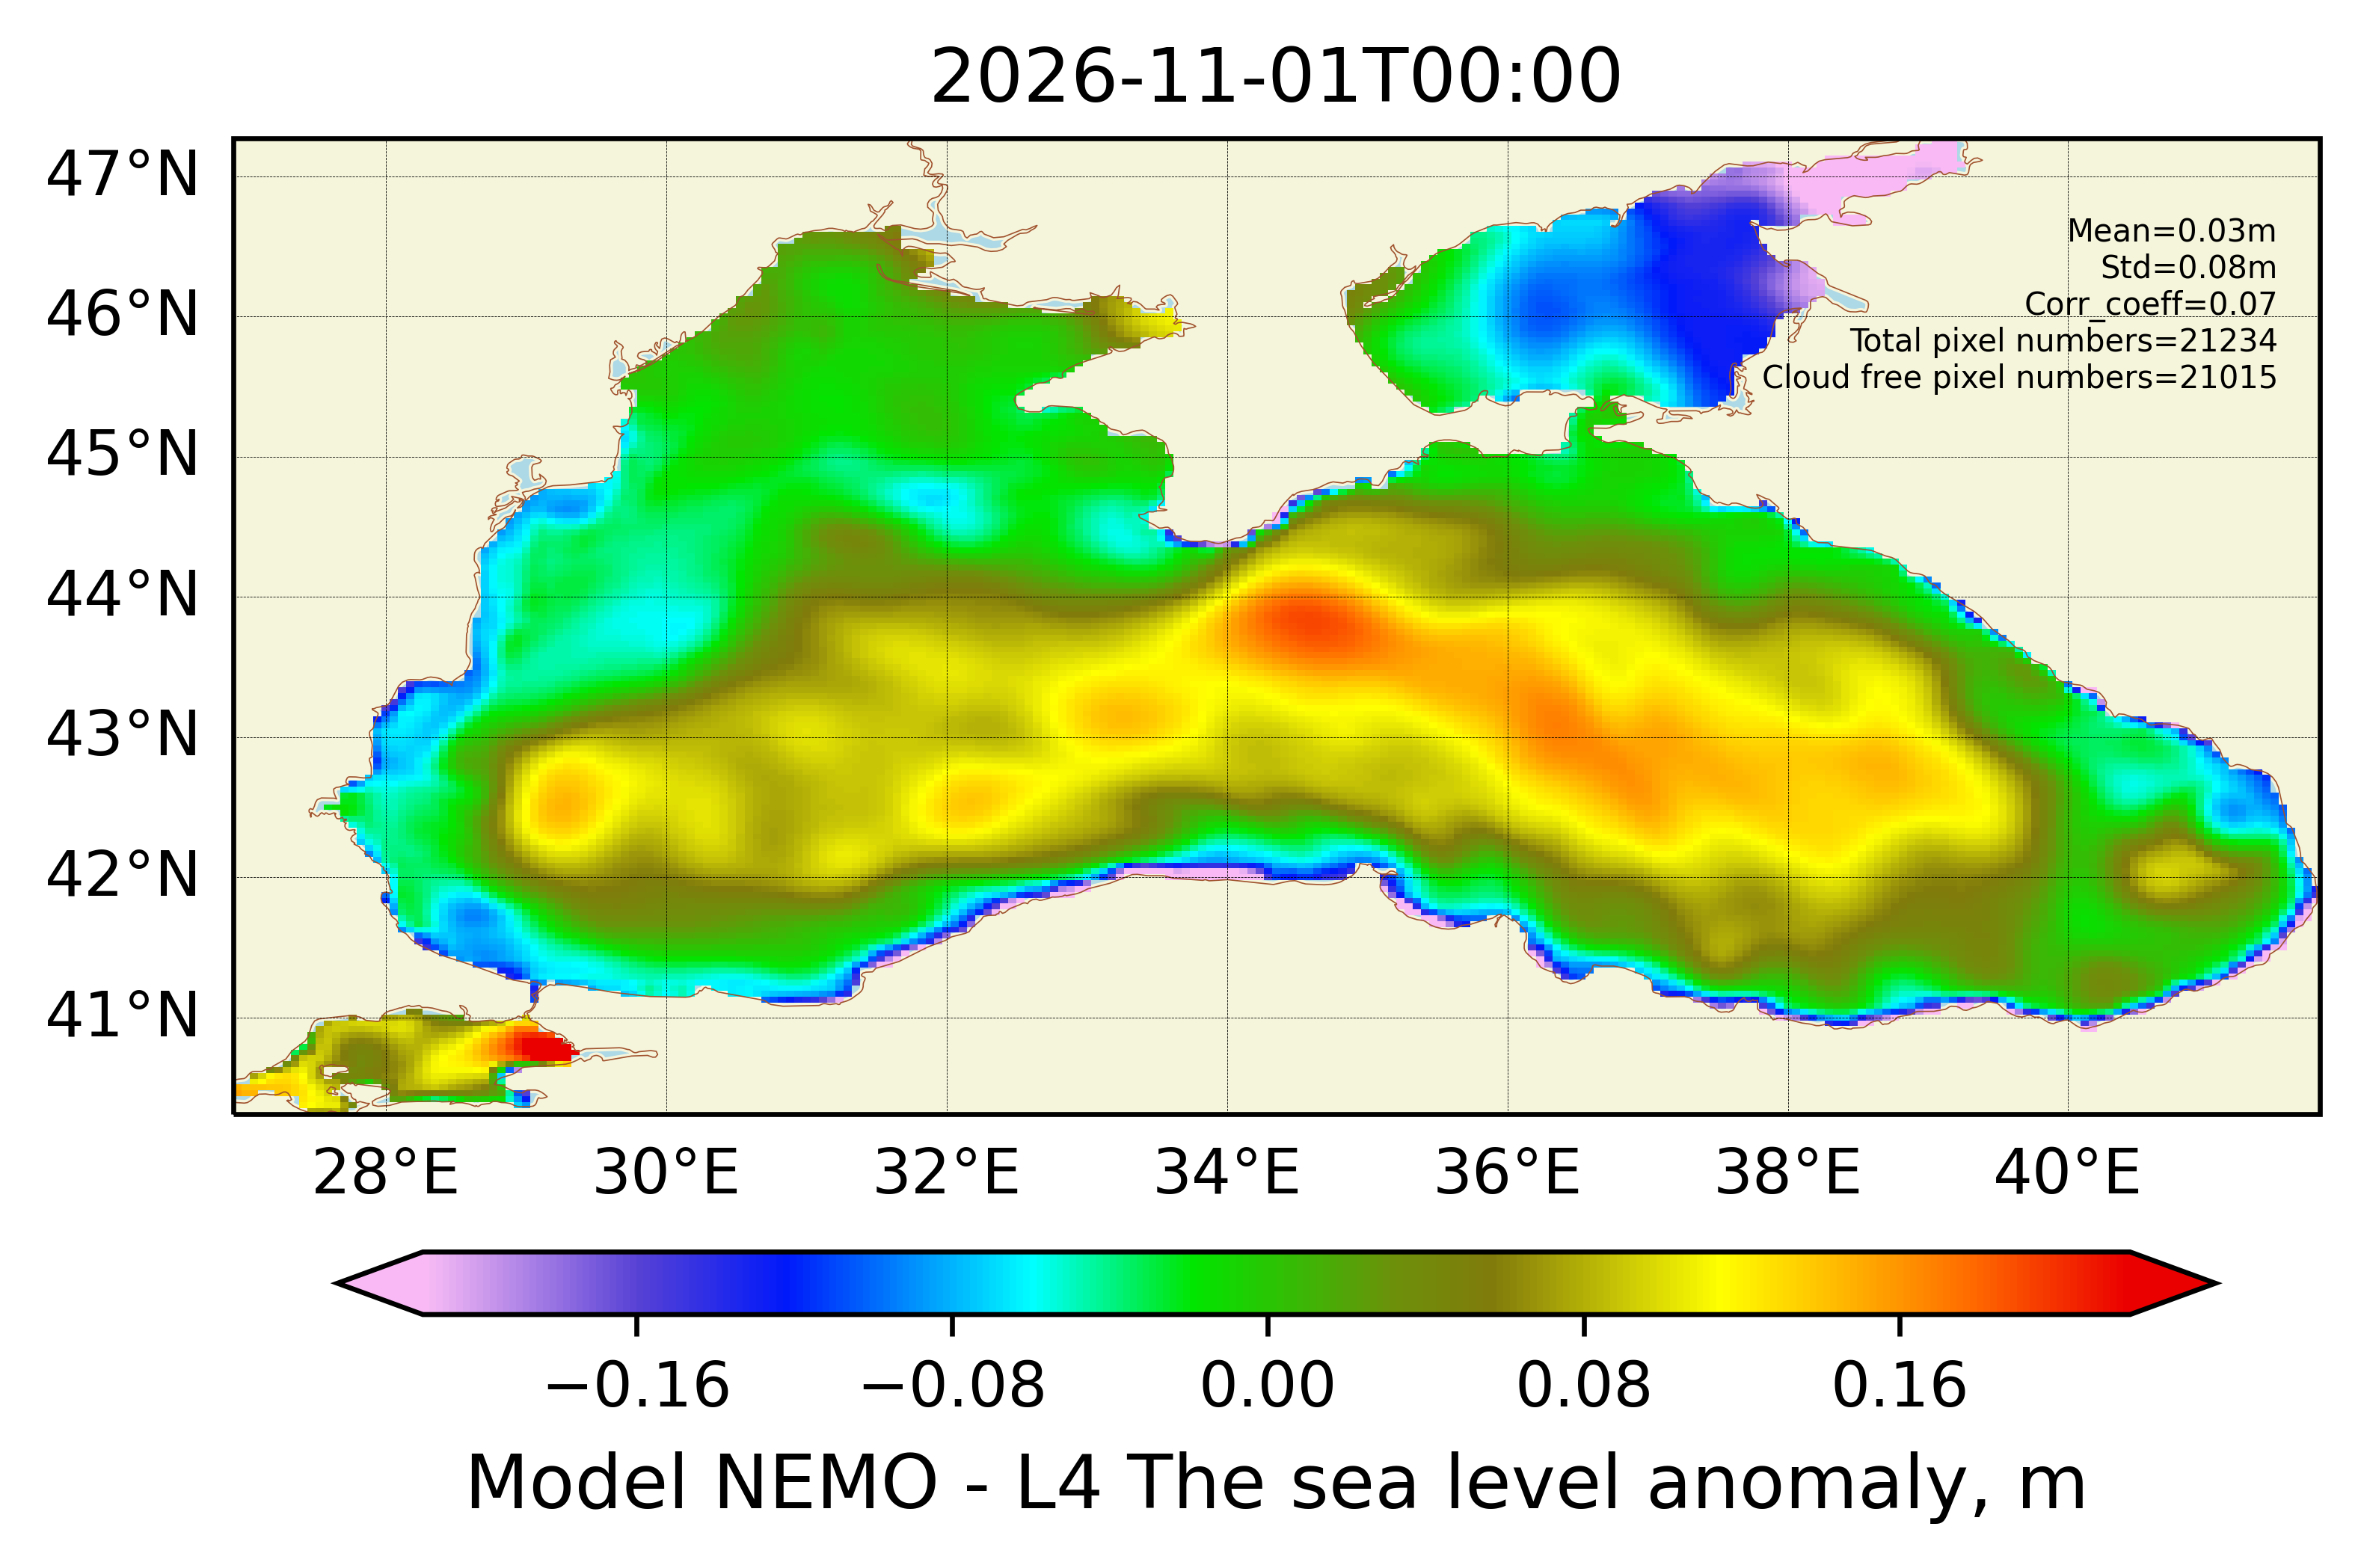 2026-11-01T00:00
47°N
46°N
45°N
44°N
43°N
42°N
41°N
Mean=0.03m
Std=0.08m
Corr_coeff=0.07
Total pixel numbers=21234
Cloud free pixel numbers=21015
28°E 30°E 32°E 34°E 36°E 38°E 40°E
−0.16 −0.08 0.00 0.08 0.16
Model NEMO - L4 The sea level anomaly, m